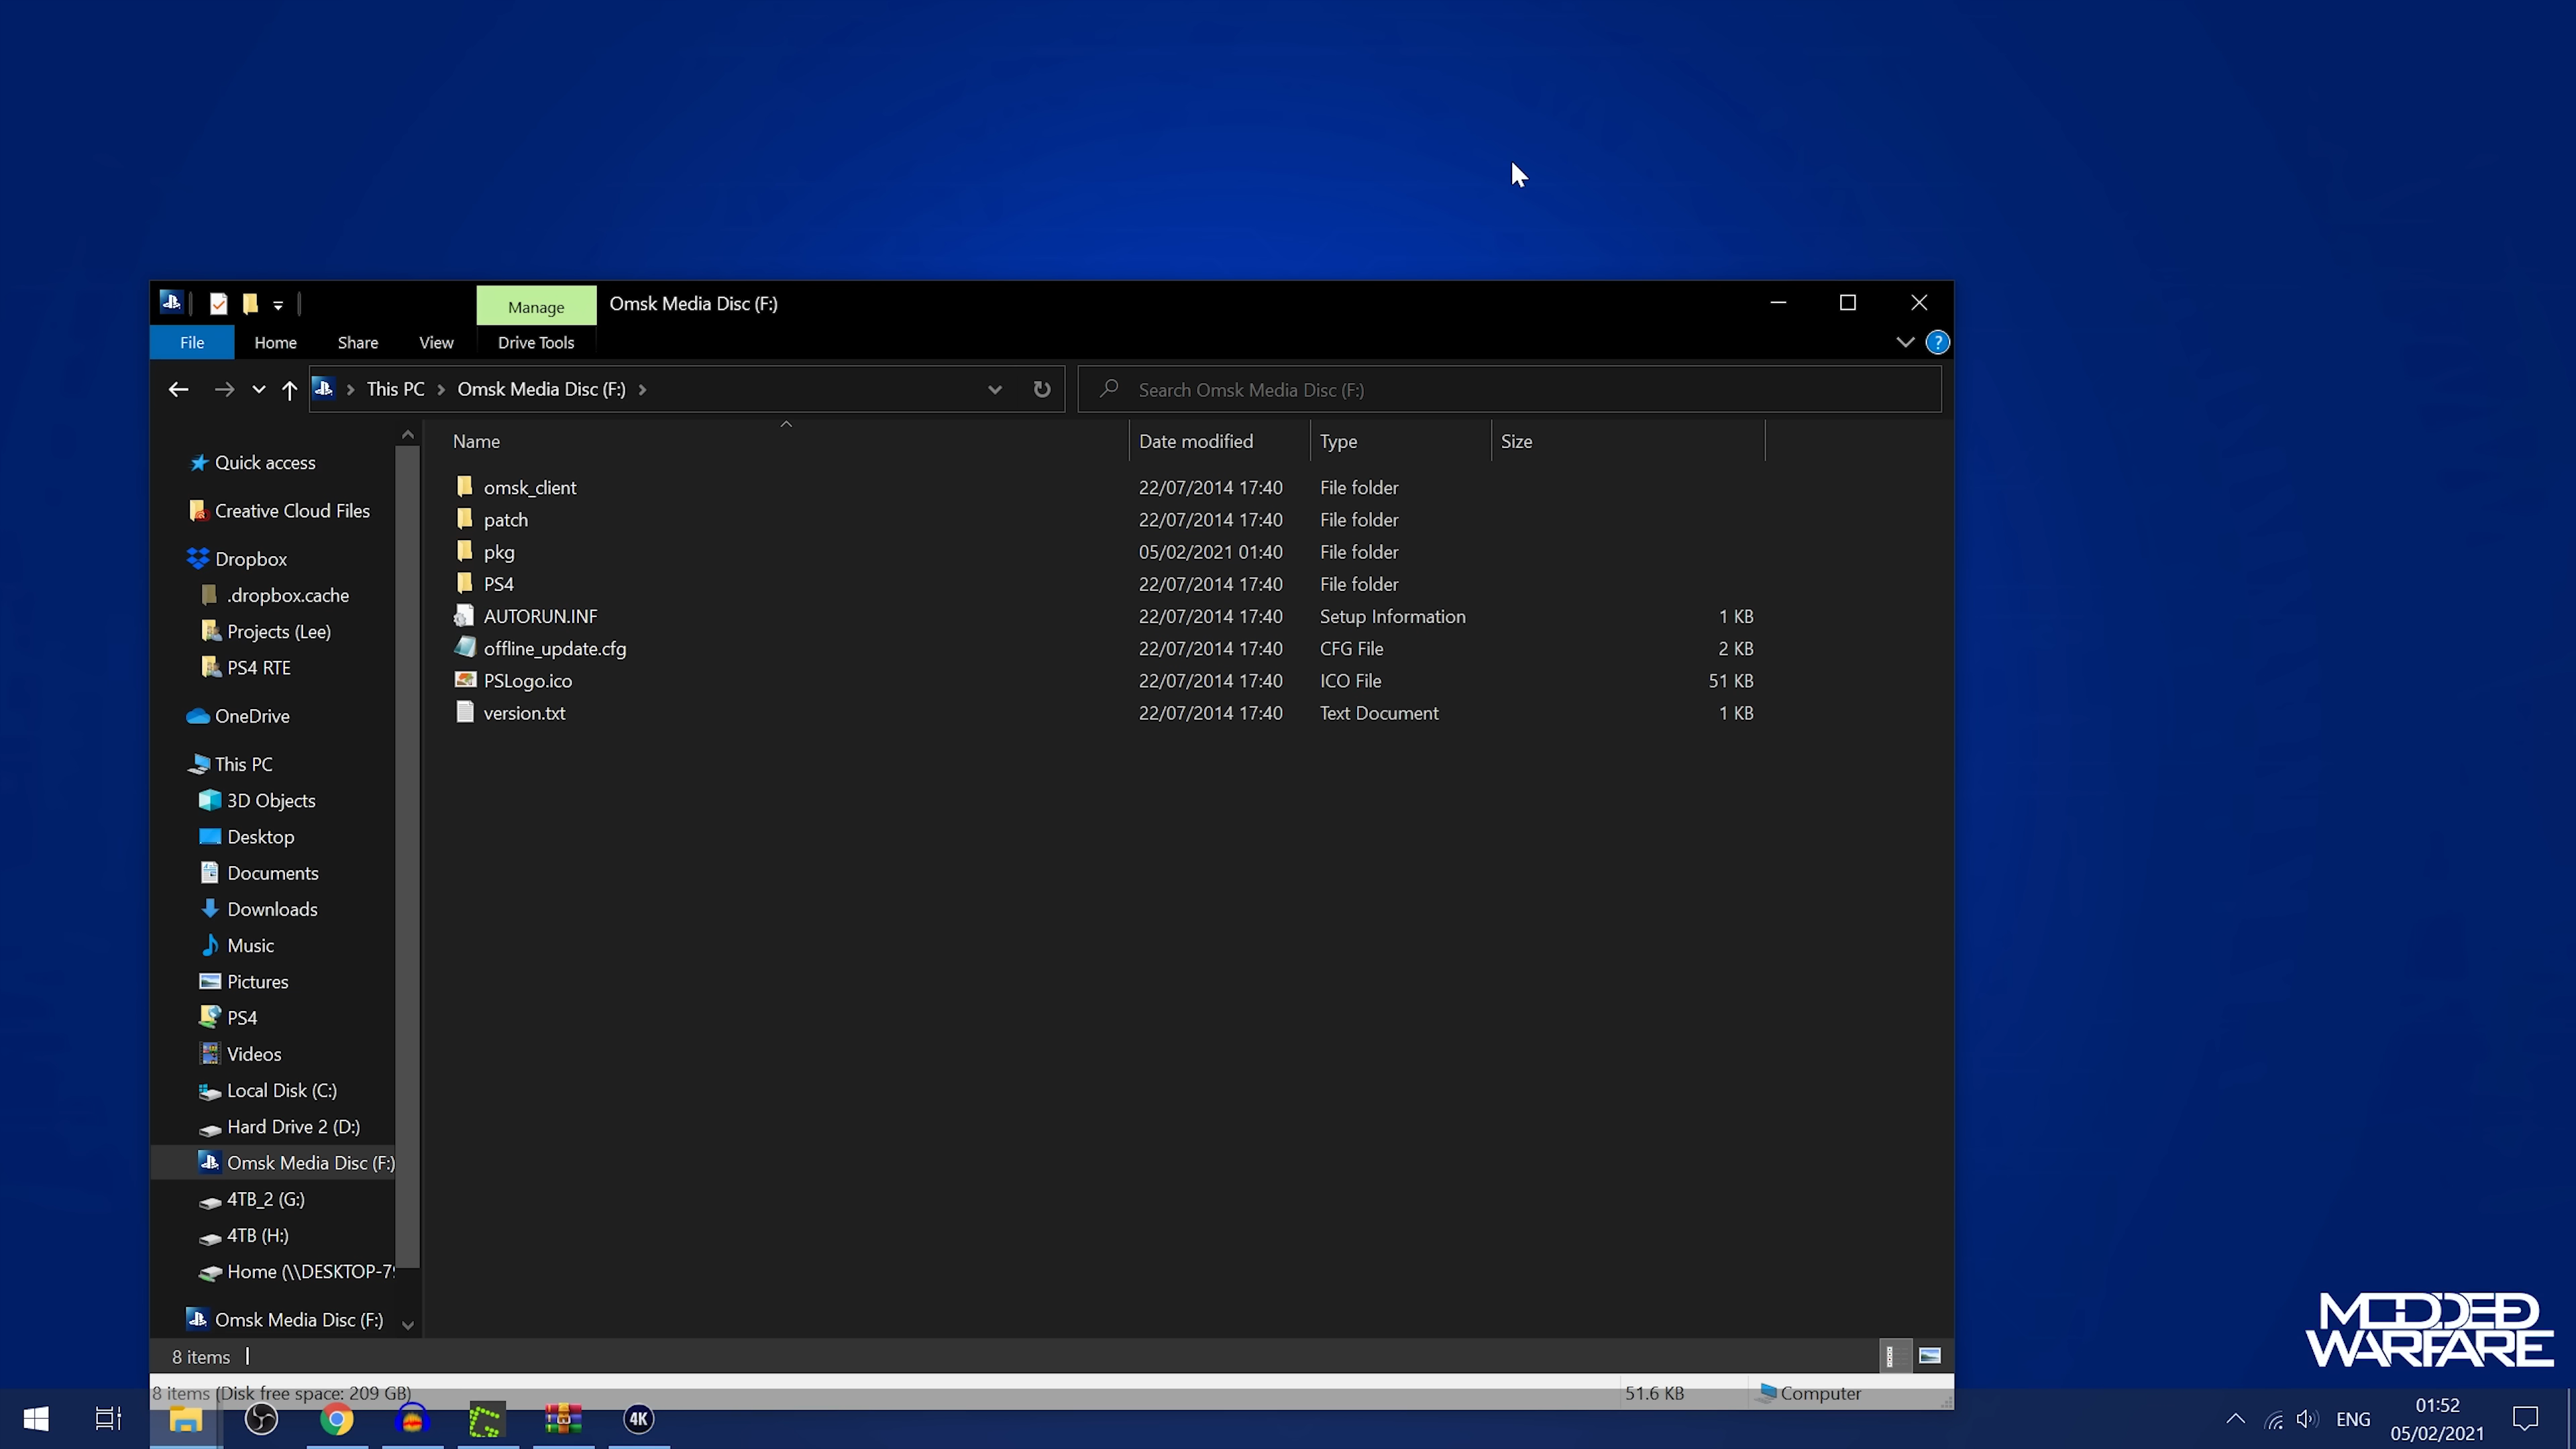 Manage
Omsk Media Disc (F:)
File
Home
Share
View
Drive Tools
?
This PC
Omsk Media Disc (F:)
Search Omsk Media Disc (F:)
Name
Date modified
Type
Size
Quick access
Creative Cloud Files
Dropbox
.dropbox.cache
Projects (Lee)
PS4 RTE
OneDrive
This PC
3D Objects
Desktop
Documents
Downloads
Music
Pictures
PS4
Videos
Local Disk (C:)
Hard Drive 2 (D:)
Omsk Media Disc (F:)
4TB_2 (G:)
4TB (H:)
Home (\\DESKTOP-79
Omsk Media Disc (F:)
omsk_client 22/07/2014 17:40 File folder
patch 22/07/2014 17:40 File folder
pkg 05/02/2021 01:40 File folder
PS4 22/07/2014 17:40 File folder
AUTORUN.INF 22/07/2014 17:40 Setup Information 1 KB
offline_update.cfg 22/07/2014 17:40 CFG File 2 KB
PSLogo.ico 22/07/2014 17:40 ICO File 51 KB
version.txt 22/07/2014 17:40 Text Document 1 KB
8 items
8 items (Disk free space: 209 GB)
51.6 KB
Computer
MODDED
WARFARE
4K
ENG
01:52
05/02/2021